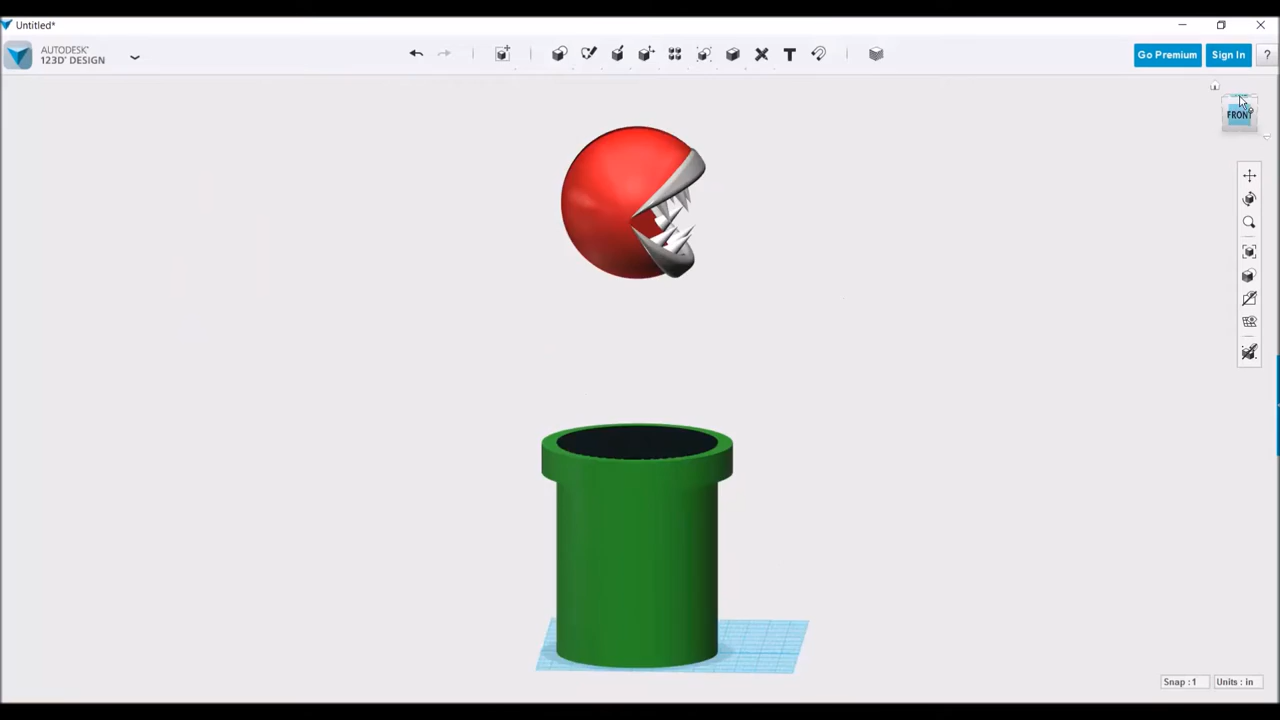 Untitled*
AUTODESK®
123D® DESIGN
Go Premium
Sign In
?
FRONT
Snap : 1
Units : in